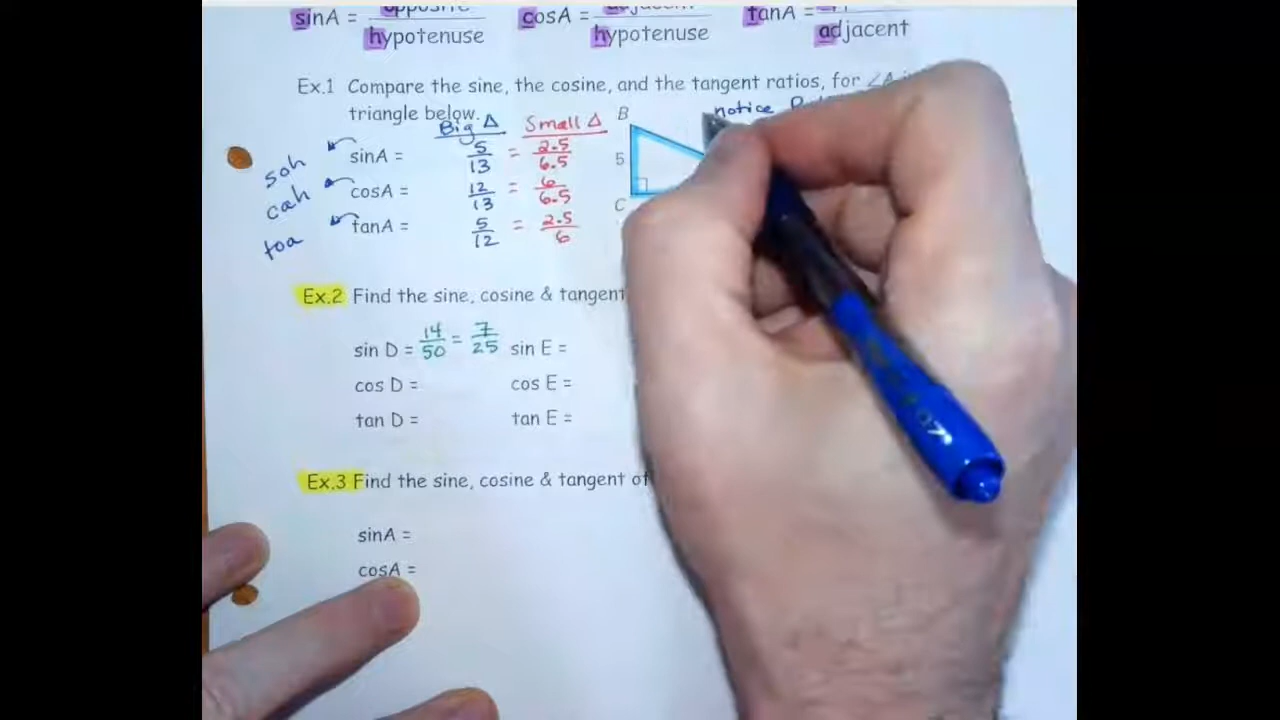 sinA = opposite / hypotenuse cosA = adjacent / hypotenuse tanA = / adjacent
Ex.1 Compare the sine, the cosine, and the tangent ratios, for ∠A
triangle below.
Big Δ Small Δ B notice
soh sinA = 5/13 = 2.5/6.5 5
cah cosA = 12/13 = 6/6.5 C
toa tanA = 5/12 = 2.5/6
Ex.2 Find the sine, cosine & tangent
sin D = 14/50 = 7/25 sin E =
cos D = cos E =
tan D = tan E =
Ex.3 Find the sine, cosine & tangent of
sinA =
cosA =